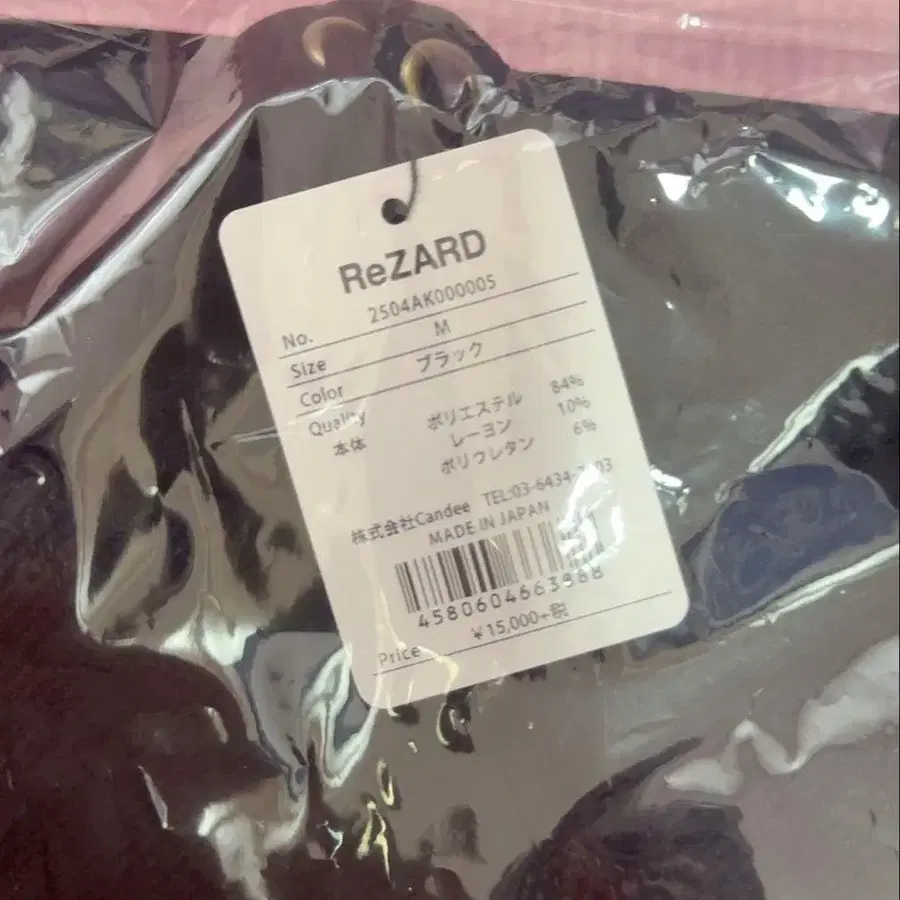 ReZARD
No. 2504AK000005
Size M
Color ブラック
Quality
本体 ポリエステル 84%
レーヨン 10%
ポリウレタン 6%
株式会社Candee
MADE IN JAPAN
Price ¥15,000+税